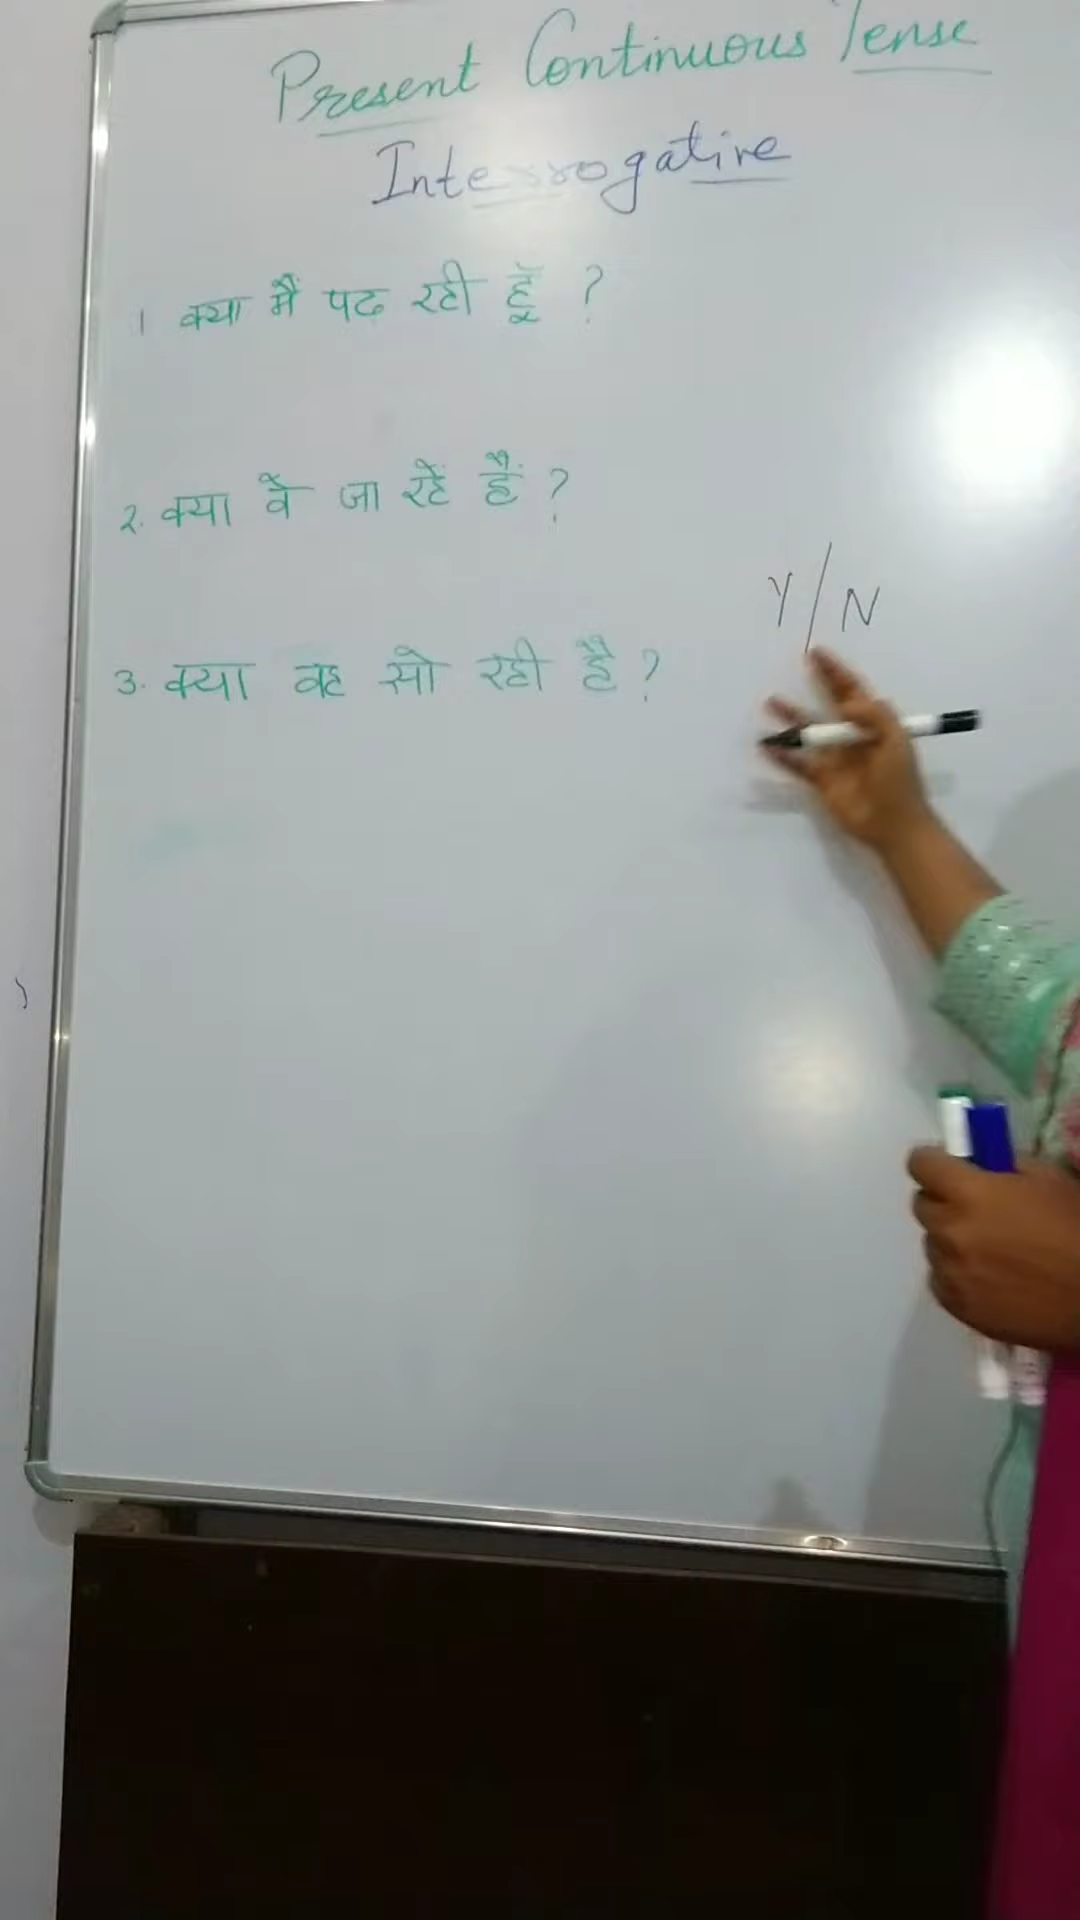 Present Continuous Tense
Interrogative
1 क्या मैं पढ रही हूँ ?
2. क्या वे जा रहें हैं ?
Y/N
3. क्या वह सो रही है ?